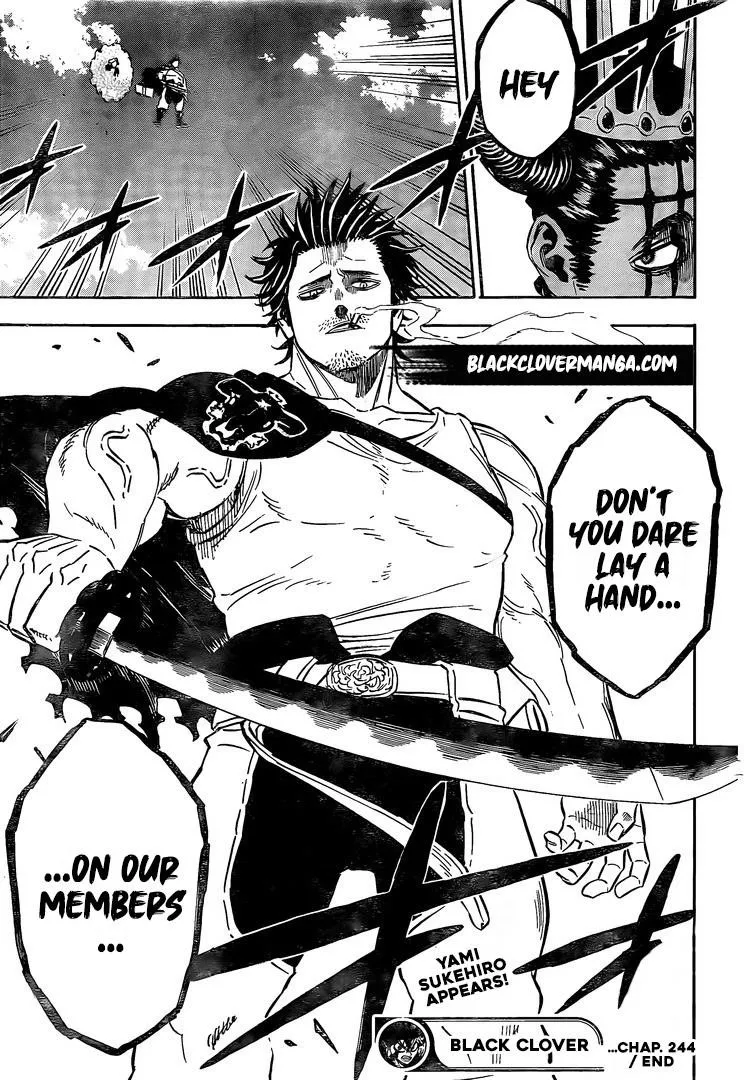 HEY
BLACKCLOVERMANGA.COM
DON'T
YOU DARE
LAY A
HAND...
...ON OUR
MEMBERS
...
YAMI
SUKEHIRO
APPEARS!
BLACK CLOVER
...CHAP. 244
/ END